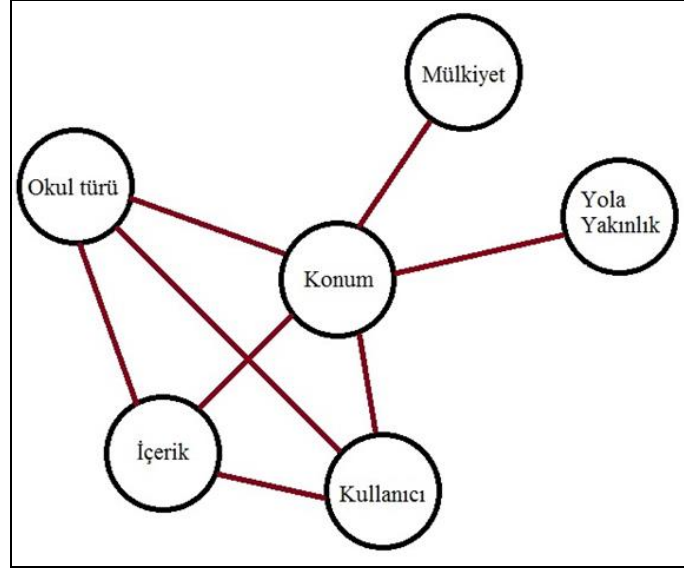 Mülkiyet
Okul türü
Yola
Yakınlık
Konum
İçerik
Kullanıcı